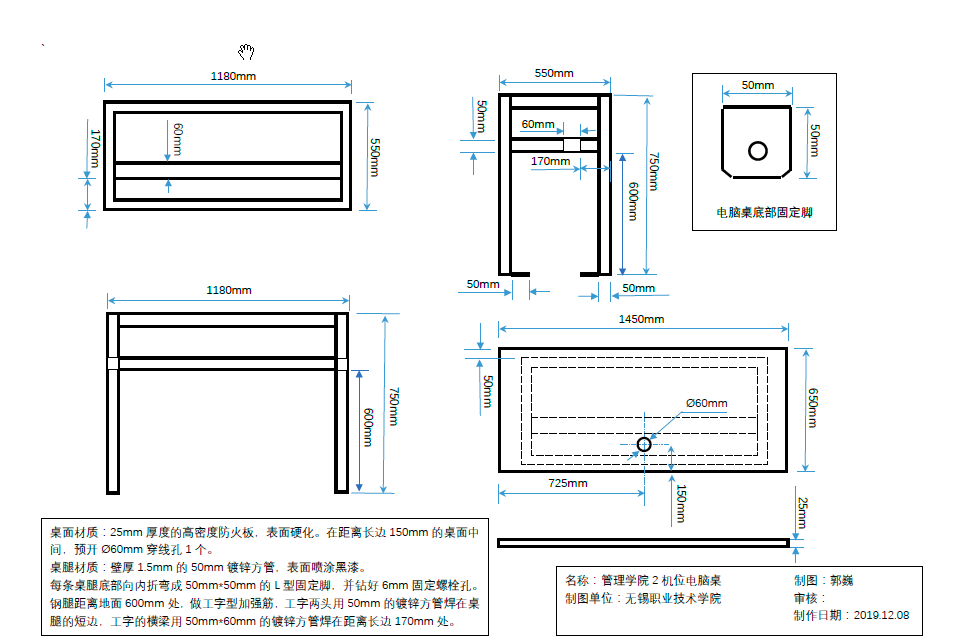 1180mm
60mm
170mm
550mm
550mm
50mm
60mm
170mm
750mm
600mm
50mm
50mm
50mm
50mm
电脑桌底部固定脚
1180mm
750mm
600mm
1450mm
50mm
Ø60mm
650mm
725mm
150mm
25mm
桌面材质：25mm 厚度的高密度防火板，表面硬化。在距离长边 150mm 的桌面中
间，预开 Ø60mm 穿线孔 1 个。
桌腿材质：壁厚 1.5mm 的 50mm 镀锌方管，表面喷涂黑漆。
每条桌腿底部向内折弯成 50mm*50mm 的 L 型固定脚，并钻好 6mm 固定螺栓孔。
钢腿距离地面 600mm 处，做工字型加强筋，工字两头用 50mm 的镀锌方管焊在桌
腿的短边，工字的横梁用 50mm*60mm 的镀锌方管焊在距离长边 170mm 处。
名称：管理学院 2 机位电脑桌
制图：郭巍
制图单位：无锡职业技术学院
审核：
制作日期：2019.12.08